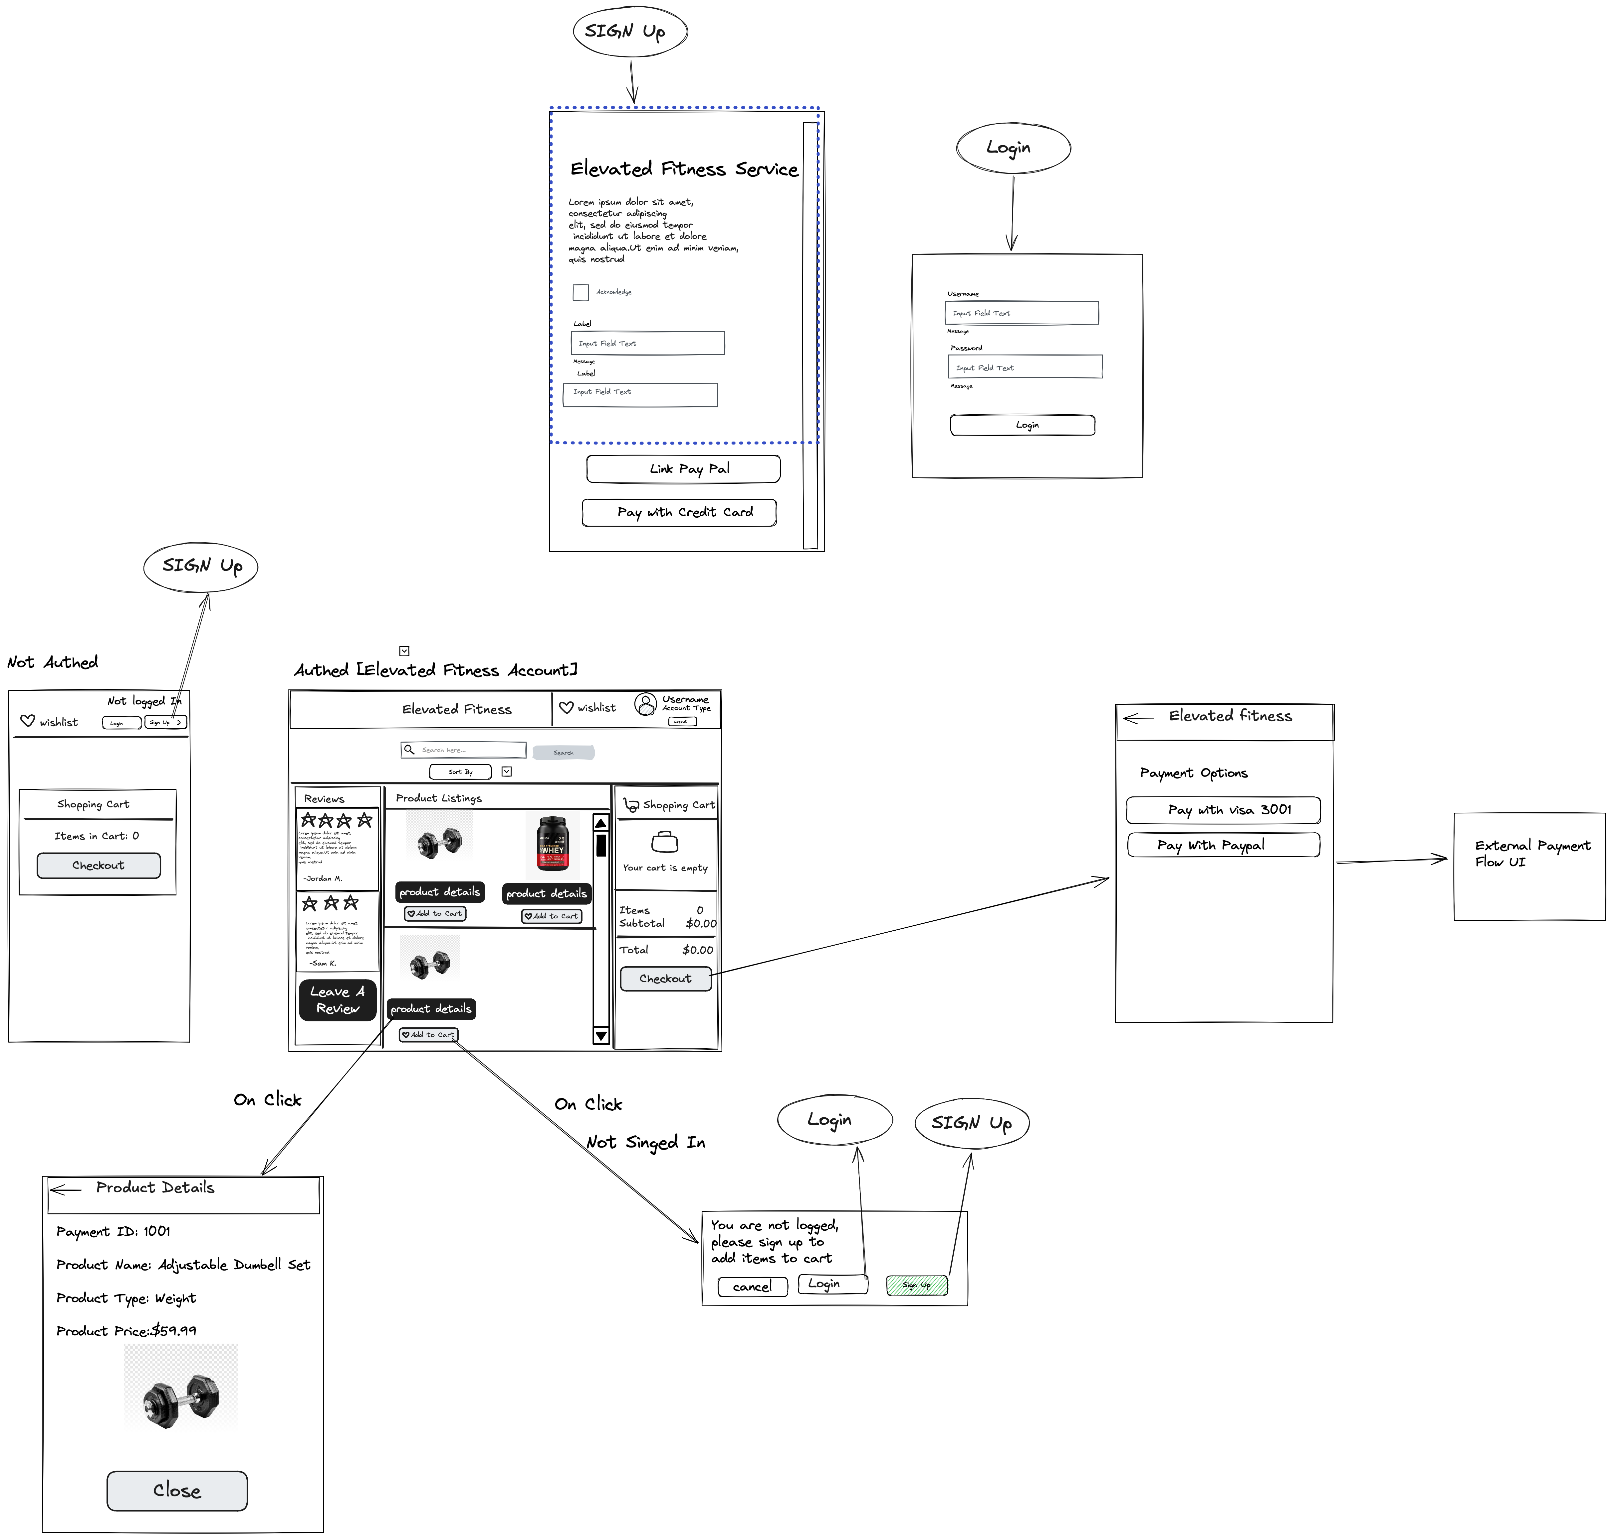 SIGN Up
Elevated Fitness Service
Lorem ipsum dolor sit amet,
consectetur adipiscing
elit, sed do eiusmod tempor
incididunt ut labore et dolore
magna aliqua.Ut enim ad minim veniam,
quis nostrud
Acknowledge
Label
Input Field Text
Message
Label
Input Field Text
Link Pay Pal
Pay with Credit Card
Login
Username
Input Field Text
Message
Password
Input Field Text
Message
Login
SIGN Up
Not Authed
Not logged In
wishlist
Login
Sign Up
Shopping Cart
Items in Cart: 0
Checkout
Authed [Elevated Fitness Account]
Elevated Fitness
wishlist
Username
Account Type
Search here...
Search
Sort By
Reviews
-Jordan M.
-Sam K.
Leave A
Review
Product Listings
WHEY
product details
Add to Cart
product details
Add to Cart
product details
Add to Cart
Shopping Cart
Your cart is empty
Items 0
Subtotal $0.00
Total $0.00
Checkout
Elevated fitness
Payment Options
Pay with visa 3001
Pay With Paypal
External Payment
Flow UI
On Click
On Click
Not Singed In
Login
SIGN Up
You are not logged,
please sign up to
add items to cart
cancel
Login
Sign Up
Product Details
Payment ID: 1001
Product Name: Adjustable Dumbell Set
Product Type: Weight
Product Price:$59.99
Close